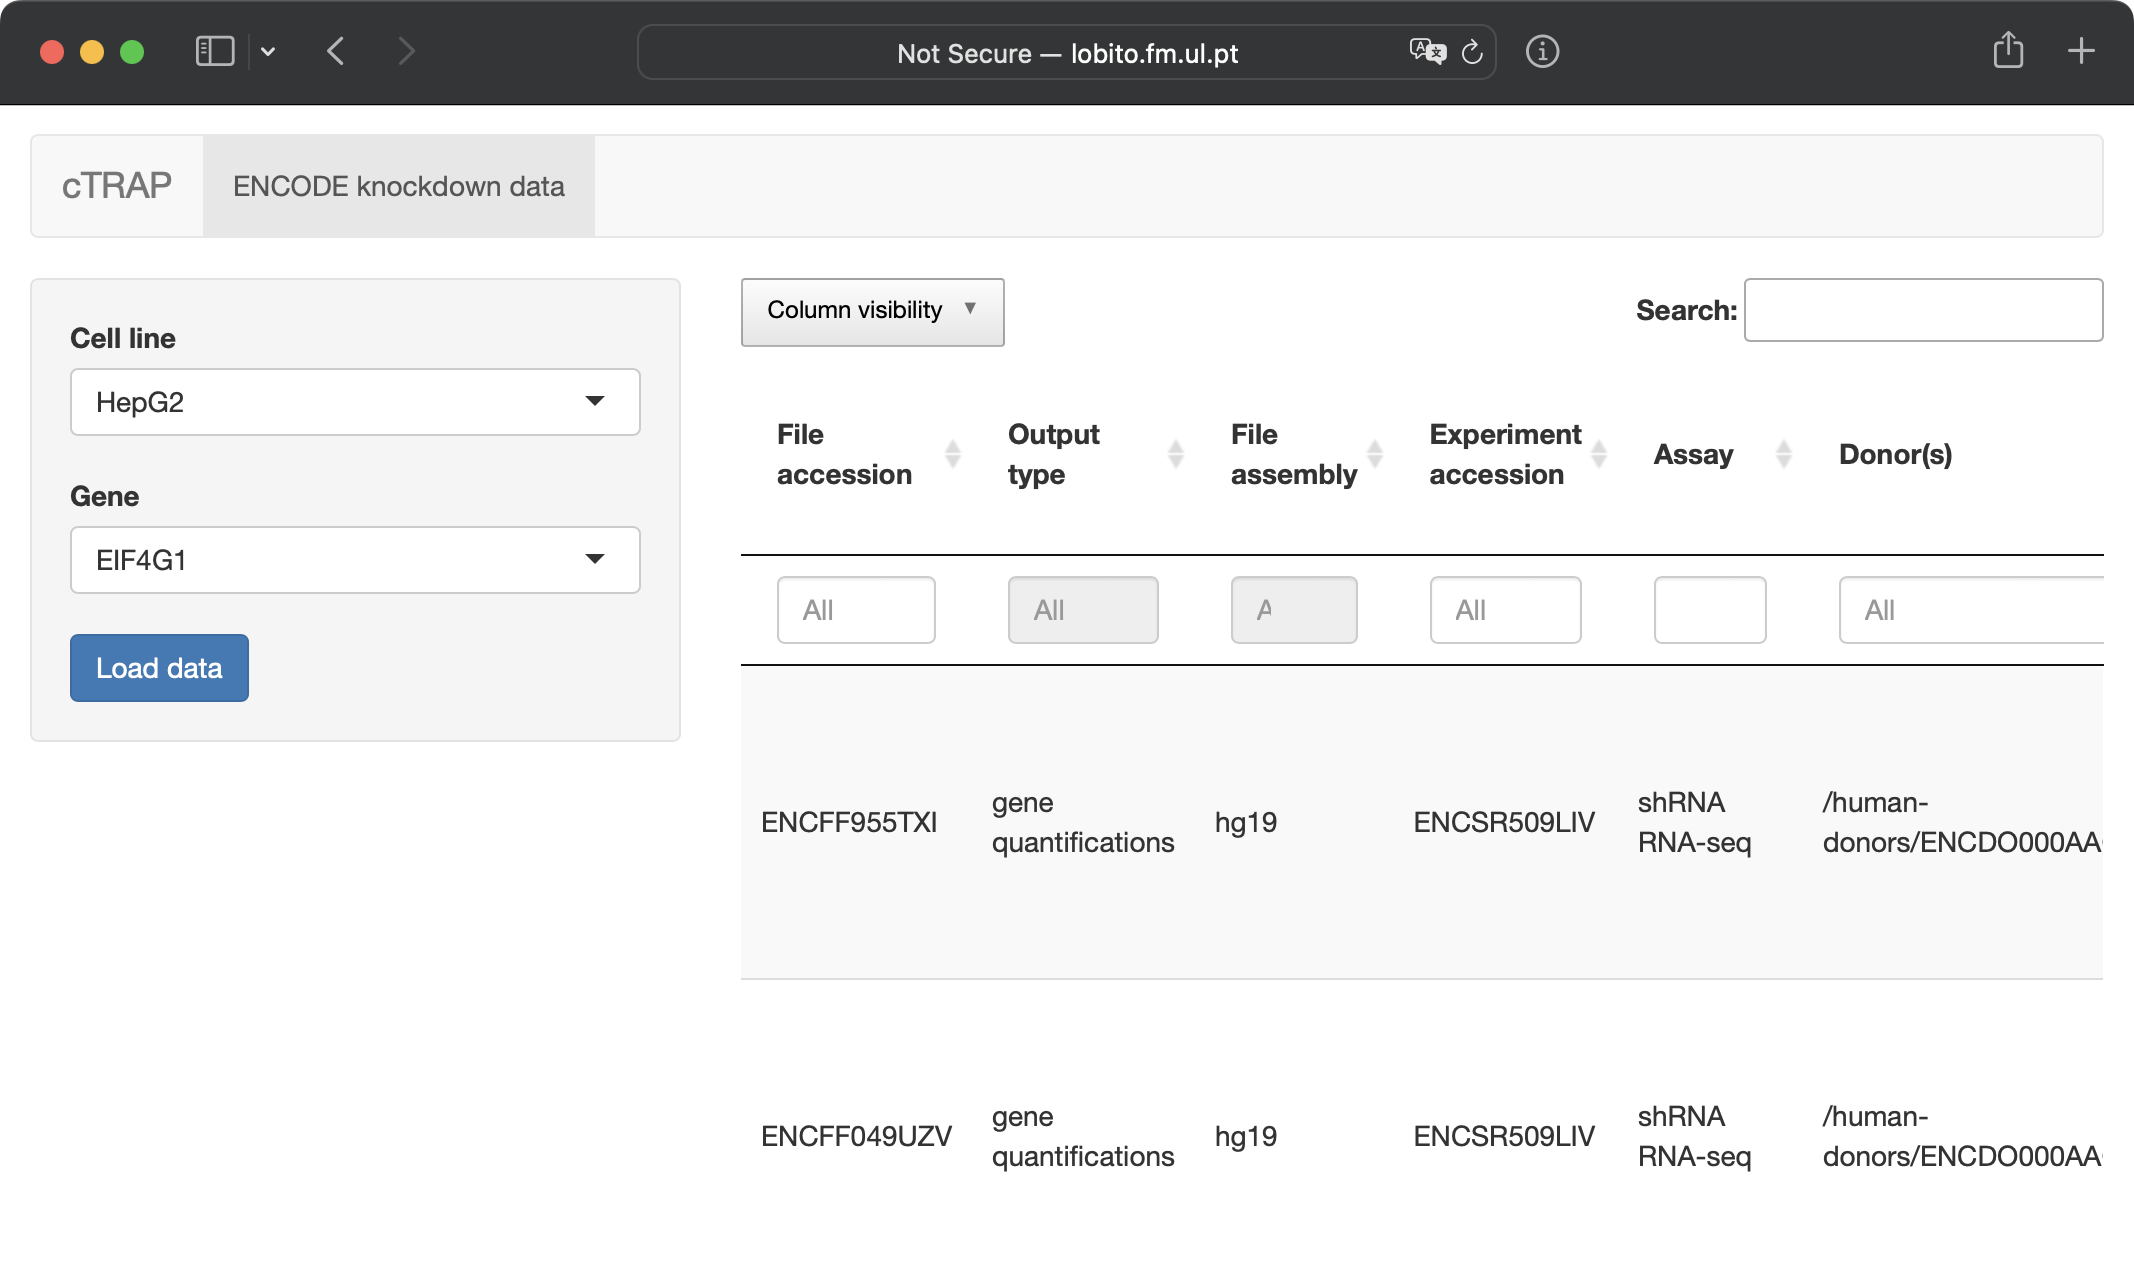 Not Secure — lobito.fm.ul.pt
cTRAP
ENCODE knockdown data
Cell line
HepG2
Gene
EIF4G1
Load data
Column visibility ▼
Search:
File accession
Output type
File assembly
Experiment accession
Assay
Donor(s)
All
All
A
All
All
ENCFF955TXI
gene quantifications
hg19
ENCSR509LIV
shRNA RNA-seq
/human-donors/ENCDO000AA
ENCFF049UZV
gene quantifications
hg19
ENCSR509LIV
shRNA RNA-seq
/human-donors/ENCDO000AA